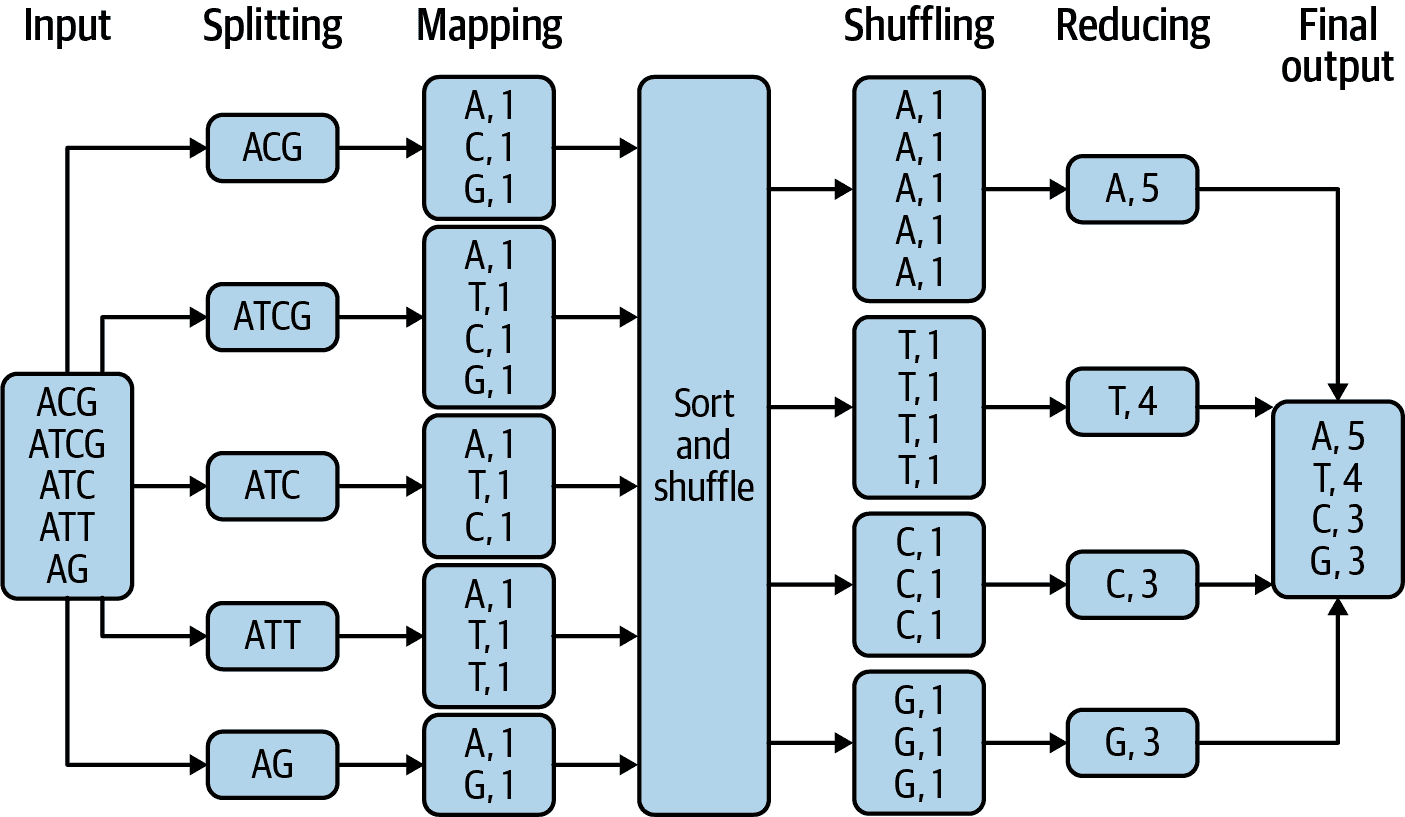 Input
Splitting
Mapping
Shuffling
Reducing
Final
output
ACG
ATCG
ATC
ATT
AG
ACG
ATCG
ATC
ATT
AG
A, 1
C, 1
G, 1
A, 1
T, 1
C, 1
G, 1
A, 1
T, 1
C, 1
A, 1
T, 1
T, 1
A, 1
G, 1
Sort
and
shuffle
A, 1
A, 1
A, 1
A, 1
A, 1
T, 1
T, 1
T, 1
T, 1
C, 1
C, 1
C, 1
G, 1
G, 1
G, 1
A, 5
T, 4
C, 3
G, 3
A, 5
T, 4
C, 3
G, 3